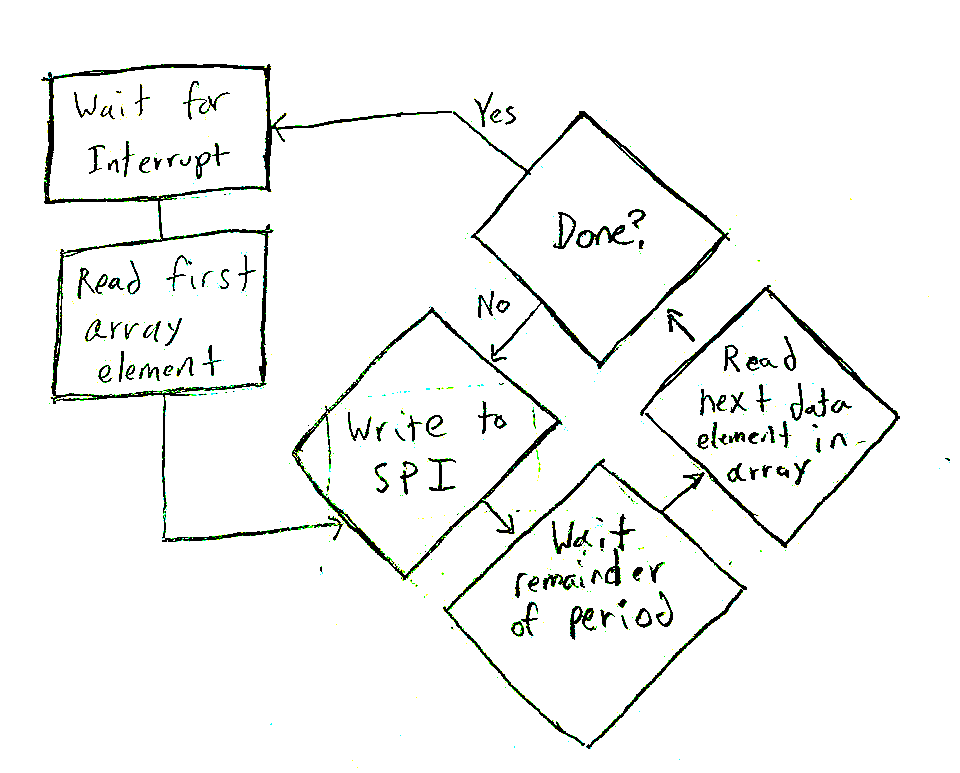 Wait for
Interrupt
Yes
Done?
Read first
array
element
No
Write to
SPI
Wait
remainder
of period
Read
next data
element in
array